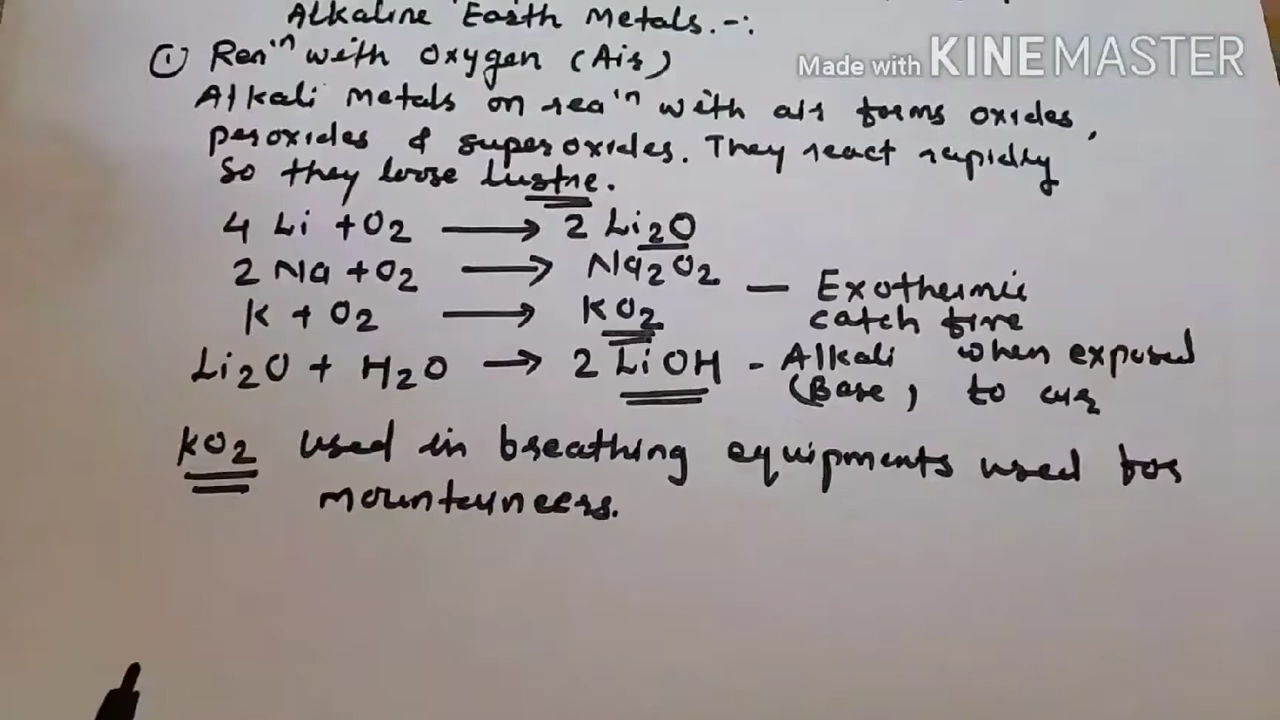 Alkaline Earth Metals.-:
Made with KINEMASTER
① Rea'n with Oxygen (Air)
Alkali Metals on rea'n with air forms oxides,
peroxides & superoxides. They react rapidly
So they loose lustre.
4 Li + O2 → 2 Li2O
2 Na + O2 → Na2O2 — Exothermic
K + O2 → KO2 catch fire
Li2O + H2O → 2 LiOH - Alkali when exposed
(Base) to air
KO2 used in breathing equipments used for
mountuneers.